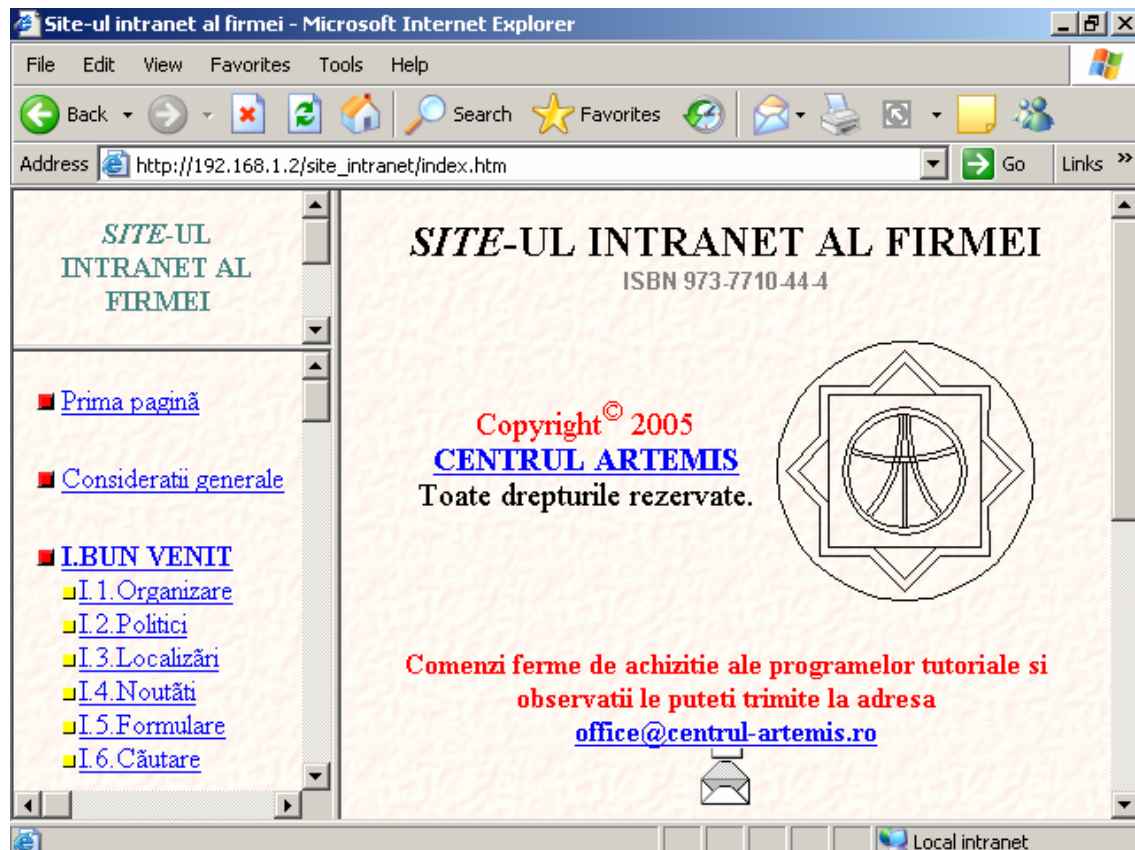 Site-ul intranet al firmei - Microsoft Internet Explorer
File Edit View Favorites Tools Help
Back Search Favorites
Address http://192.168.1.2/site_intranet/index.htm Go Links »
SITE-UL
INTRANET AL
FIRMEI
Prima paginã
Consideratii generale
I.BUN VENIT
I.1.Organizare
I.2.Politici
I.3.Localizãri
I.4.Noutãti
I.5.Formulare
I.6.Cãutare
SITE-UL INTRANET AL FIRMEI
ISBN 973-7710-44-4
Copyright© 2005
CENTRUL ARTEMIS
Toate drepturile rezervate.
Comenzi ferme de achizitie ale programelor tutoriale si
observatii le puteti trimite la adresa
office@centrul-artemis.ro
Local intranet